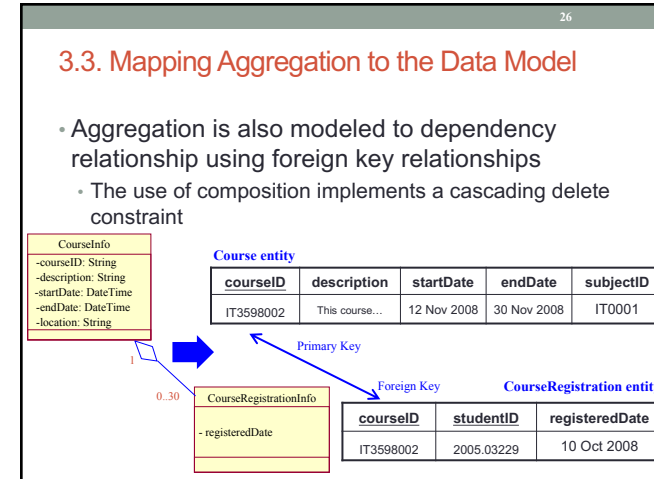 26
3.3. Mapping Aggregation to the Data Model
• Aggregation is also modeled to dependency
relationship using foreign key relationships
• The use of composition implements a cascading delete
constraint
CourseInfo
-courseID: String
-description: String
-startDate: DateTime
-endDate: DateTime
-location: String
Course entity
courseID description startDate endDate subjectID
IT3598002 This course… 12 Nov 2008 30 Nov 2008 IT0001
1
Primary Key
0..30
Foreign Key
CourseRegistrationInfo
- registeredDate
CourseRegistration entit
courseID studentID registeredDate
IT3598002 2005.03229 10 Oct 2008